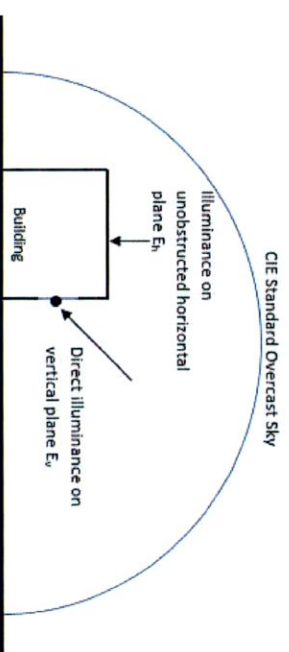 CIE Standard Overcast Sky
Illuminance on
unobstructed horizontal
plane Eh
Direct illuminance on
vertical plane Ev
Building